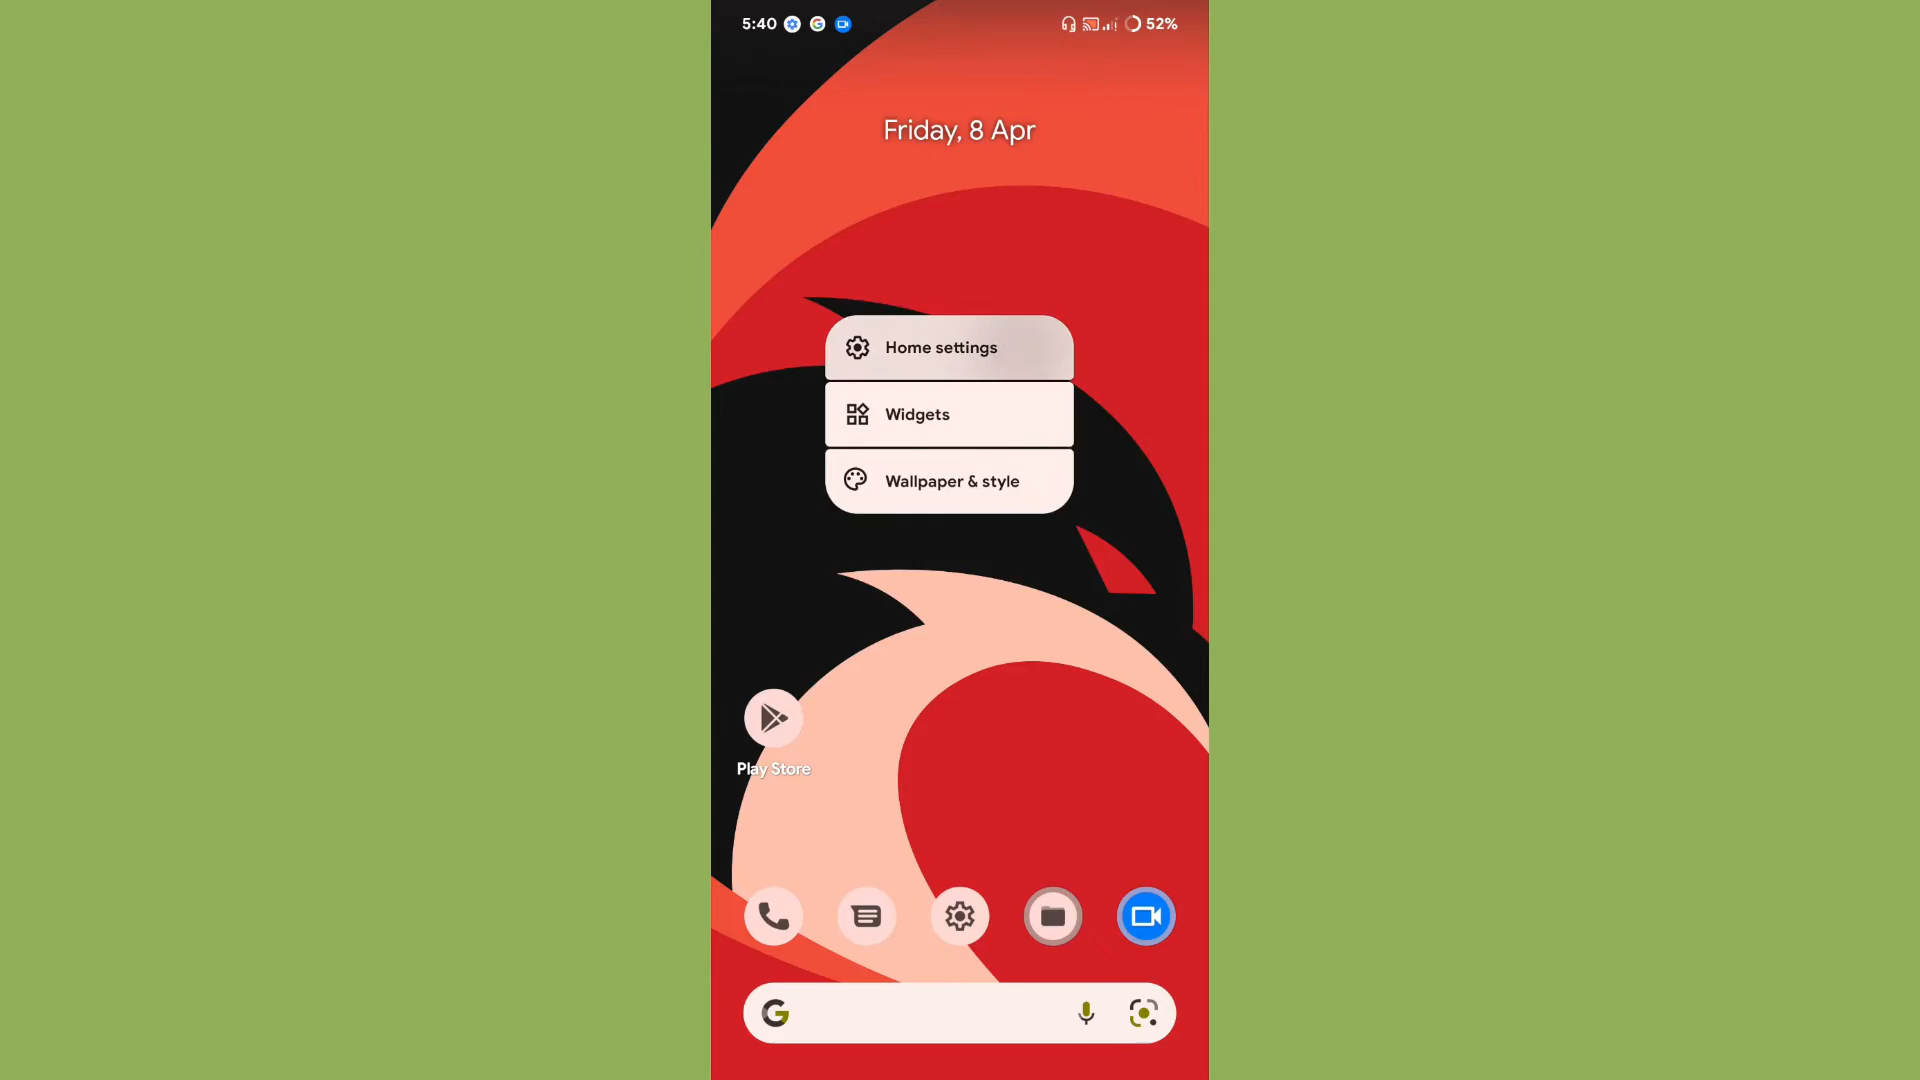 5:40
52%
Friday, 8 Apr
Home settings
Widgets
Wallpaper & style
Play Store